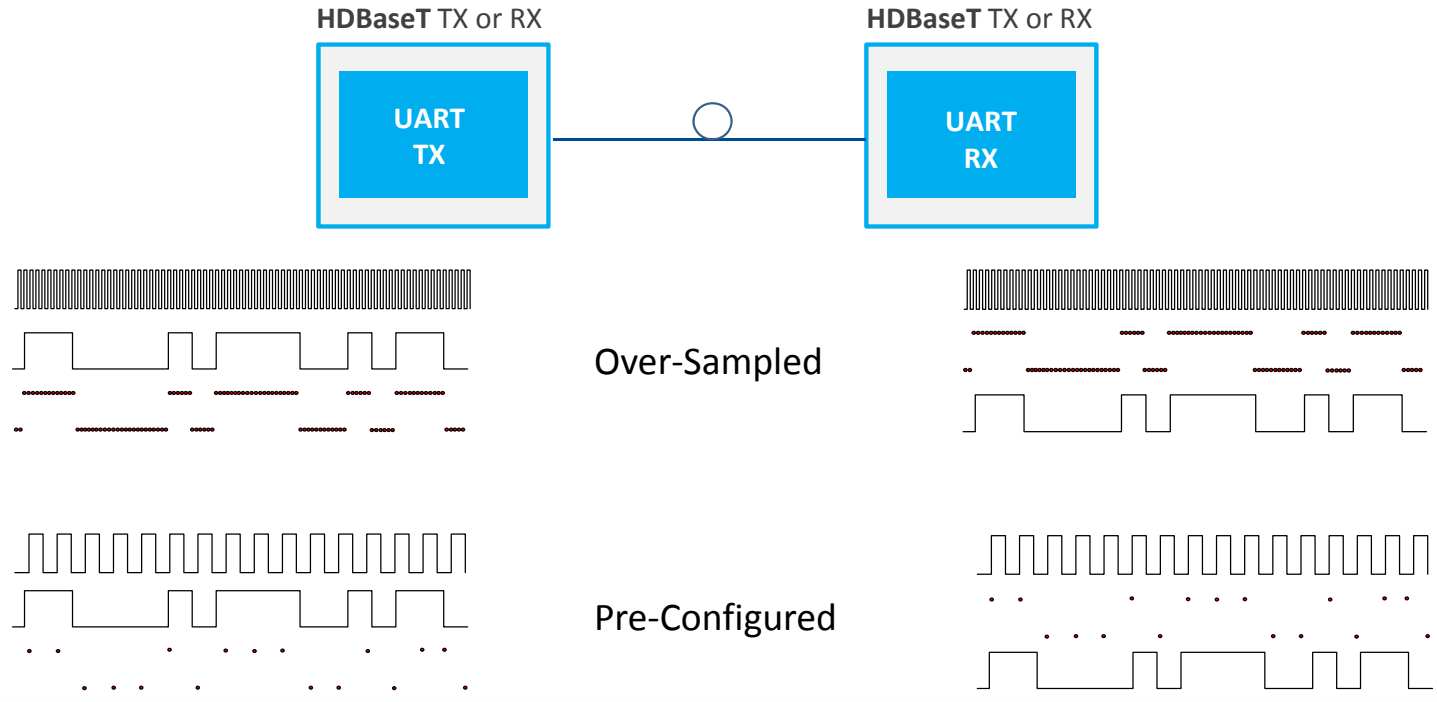 HDBaseT TX or RX
HDBaseT TX or RX
UART
TX
UART
RX
Over-Sampled
Pre-Configured